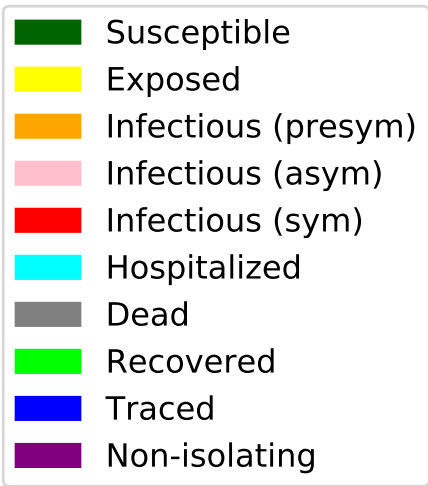 Susceptible
Exposed
Infectious (presym)
Infectious (asym)
Infectious (sym)
Hospitalized
Dead
Recovered
Traced
Non-isolating